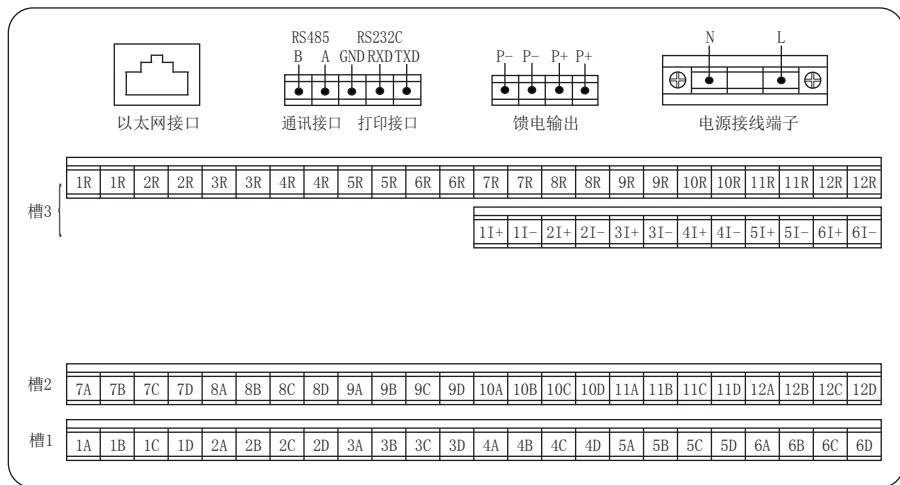 RS485 RS232C N L
B A GND RXD TXD P- P- P+ P+
以太网接口 通讯接口 打印接口 馈电输出 电源接线端子
1R 1R 2R 2R 3R 3R 4R 4R 5R 5R 6R 6R 7R 7R 8R 8R 9R 9R 10R 10R 11R 11R 12R 12R
槽3
1I+ 1I- 2I+ 2I- 3I+ 3I- 4I+ 4I- 5I+ 5I- 6I+ 6I-
槽2 7A 7B 7C 7D 8A 8B 8C 8D 9A 9B 9C 9D 10A 10B 10C 10D 11A 11B 11C 11D 12A 12B 12C 12D
槽1 1A 1B 1C 1D 2A 2B 2C 2D 3A 3B 3C 3D 4A 4B 4C 4D 5A 5B 5C 5D 6A 6B 6C 6D